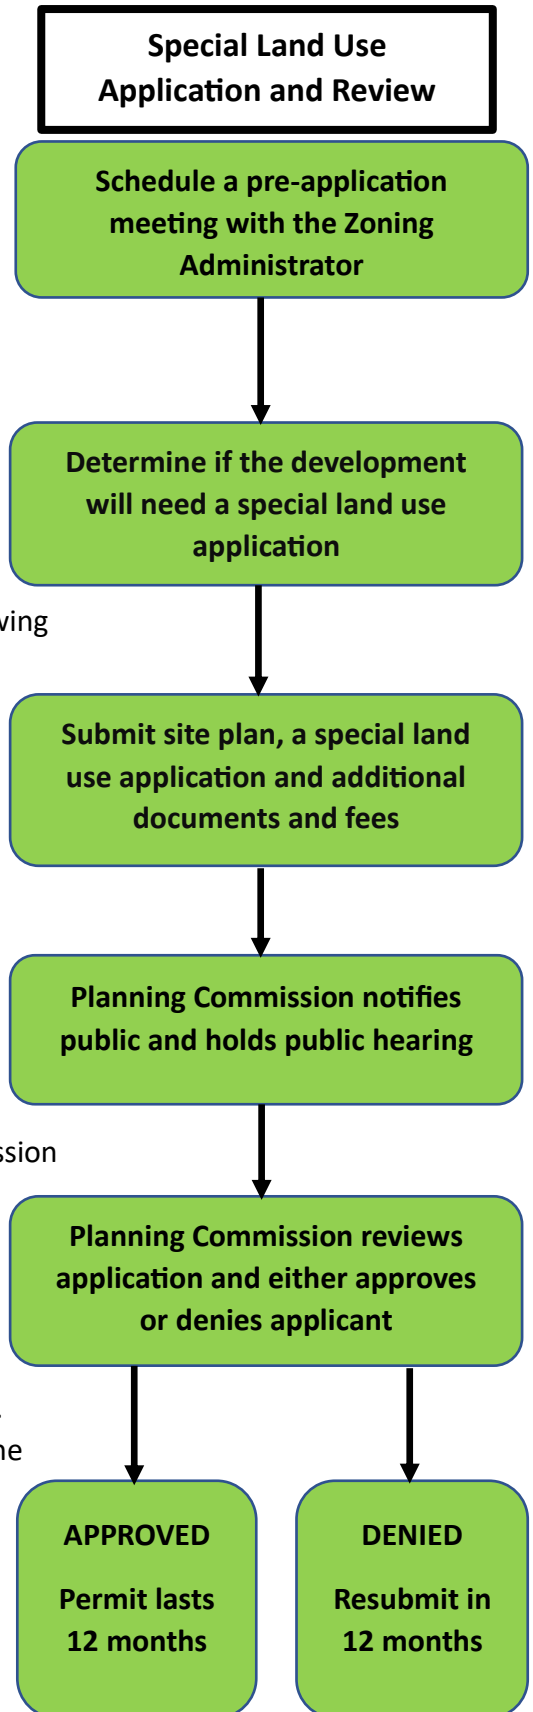 Special Land Use
Application and Review
Schedule a pre-application
meeting with the Zoning
Administrator
Determine if the development
will need a special land use
application
Submit site plan, a special land
use application and additional
documents and fees
Planning Commission notifies
public and holds public hearing
Planning Commission reviews
application and either approves
or denies applicant
APPROVED
Permit lasts
12 months
DENIED
Resubmit in
12 months